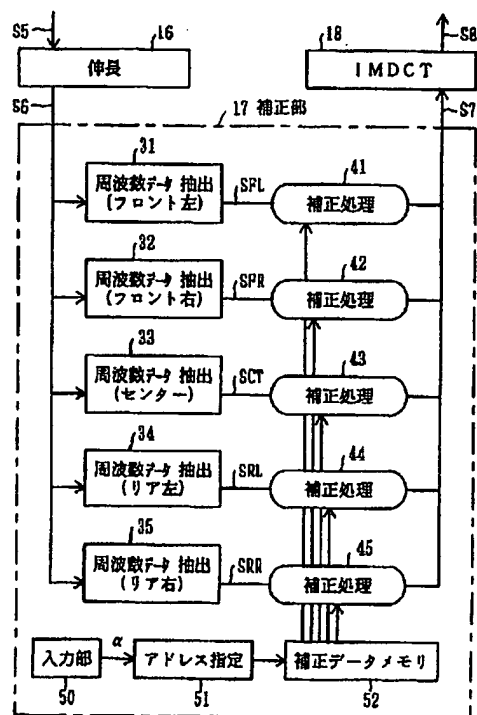 S5
16
18
S8
伸長
IMDCT
S6
S7
17 補正部
31
41
周波数データ 抽出
(フロント左)
SFL
補正処理
32
42
周波数データ 抽出
(フロント右)
SFR
補正処理
33
43
周波数データ 抽出
(センター)
SCT
補正処理
34
44
周波数データ 抽出
(リア左)
SRL
補正処理
35
45
周波数データ 抽出
(リア右)
SRR
補正処理
入力部
α
アドレス指定
補正データメモリ
50
51
52